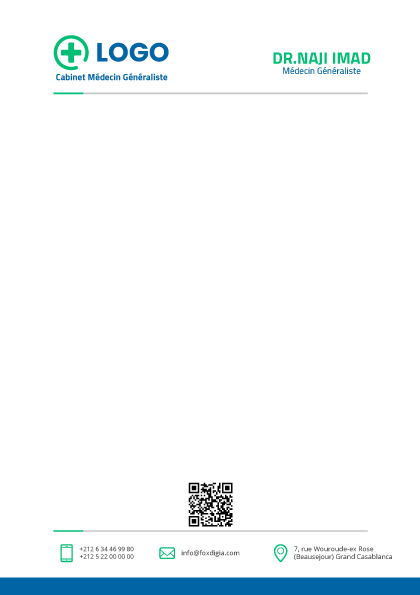 LOGO
Cabinet Médecin Généraliste
DR.NAJI IMAD
Médecin Généraliste
+212 6 34 46 99 80
+212 5 22 00 00 00
info@foxdigia.com
7, rue Wouroude-ex Rose
(Beausejour) Grand Casablanca